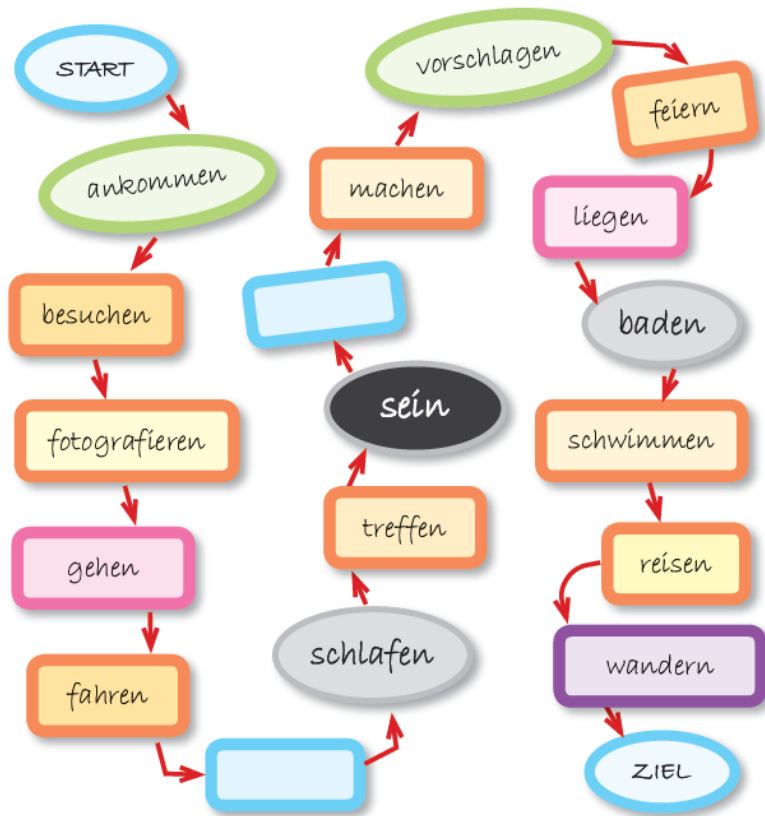 START
ankommen
besuchen
fotografieren
gehen
fahren
schlafen
treffen
sein
machen
vorschlagen
feiern
liegen
baden
schwimmen
reisen
wandern
ZIEL